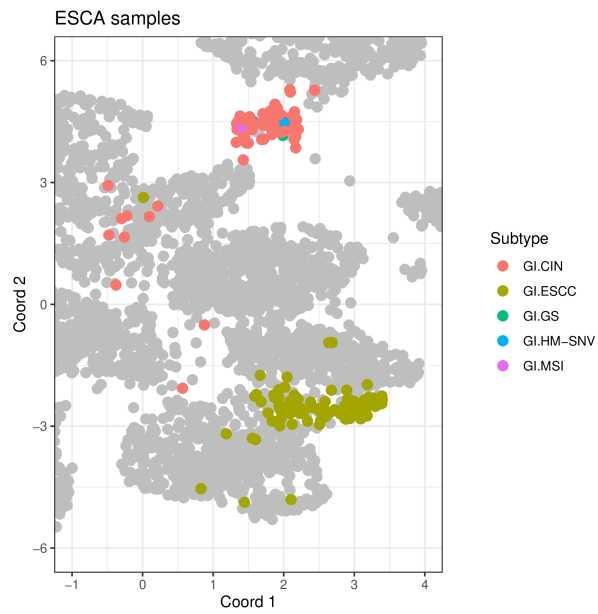 ESCA samples
Coord 2
6
3
0
−3
−6
−1
0
1
2
3
4
Coord 1
Subtype
GI.CIN
GI.ESCC
GI.GS
GI.HM−SNV
GI.MSI